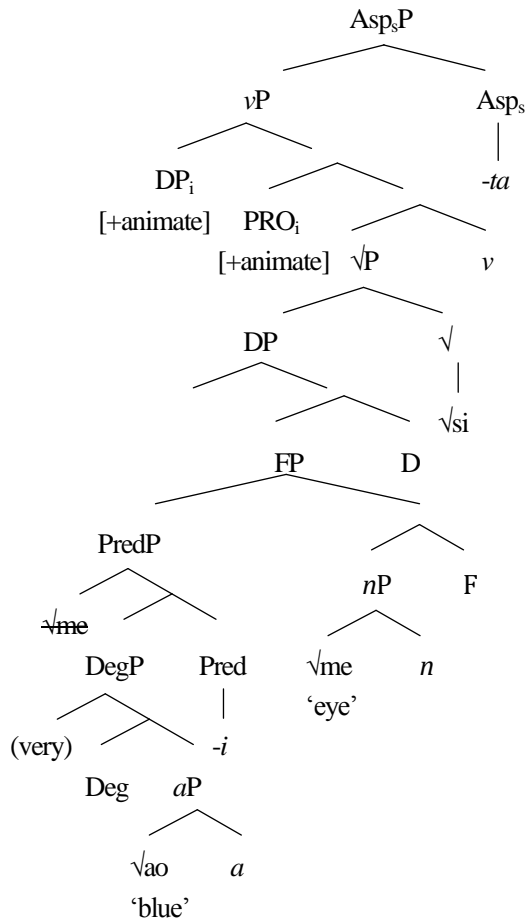 AspₛP
vP Aspₛ
DPᵢ PROᵢ -ta
[+animate] [+animate] √P v
DP √
√si
FP D
PredP nP F
√me DegP Pred √me n
'eye'
(very) -i
Deg aP
√ao a
'blue'